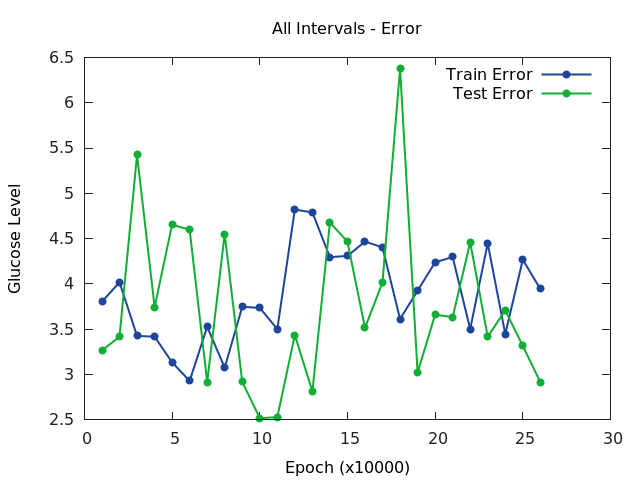 All Intervals - Error
6.5
6
5.5
5
4.5
4
3.5
3
2.5
Glucose Level
Train Error
Test Error
0 5 10 15 20 25 30
Epoch (x10000)